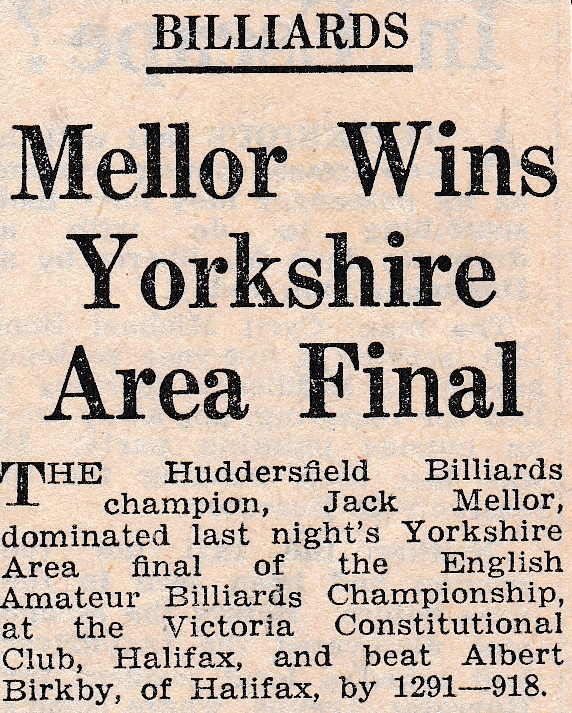 BILLIARDS
Mellor Wins
Yorkshire
Area Final
THE Huddersfield Billiards
champion, Jack Mellor,
dominated last night's Yorkshire
Area final of the English
Amateur Billiards Championship,
at the Victoria Constitutional
Club, Halifax, and beat Albert
Birkby, of Halifax, by 1291—918.